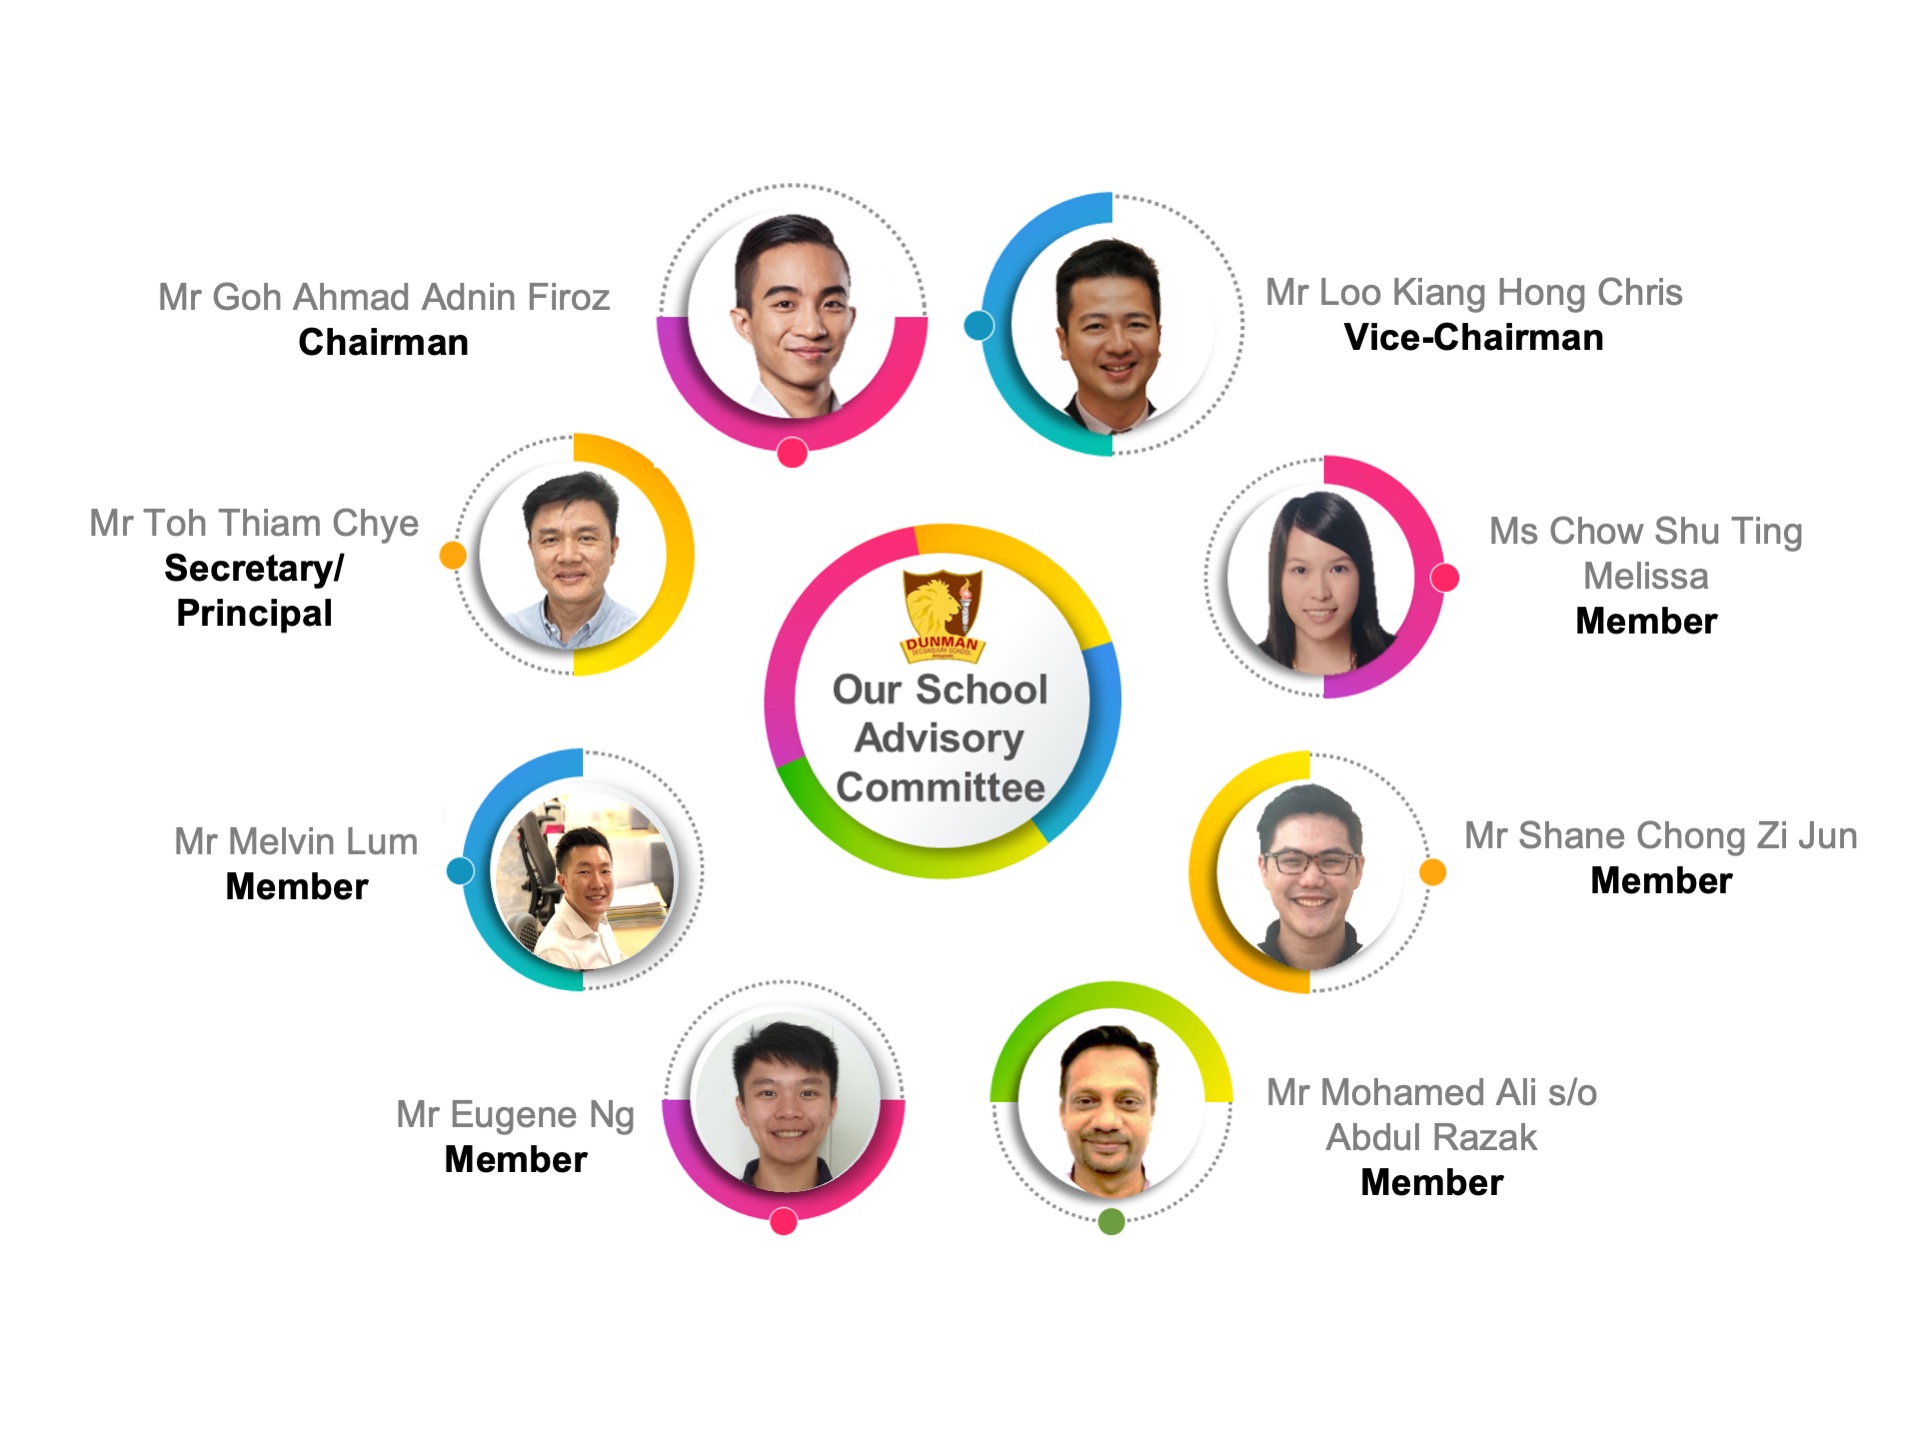 Mr Goh Ahmad Adnin Firoz
Chairman
Mr Loo Kiang Hong Chris
Vice-Chairman
Mr Toh Thiam Chye
Secretary/
Principal
Ms Chow Shu Ting
Melissa
Member
DUNMAN
SECONDARY SCHOOL
Our School
Advisory
Committee
Mr Melvin Lum
Member
Mr Shane Chong Zi Jun
Member
Mr Eugene Ng
Member
Mr Mohamed Ali s/o
Abdul Razak
Member